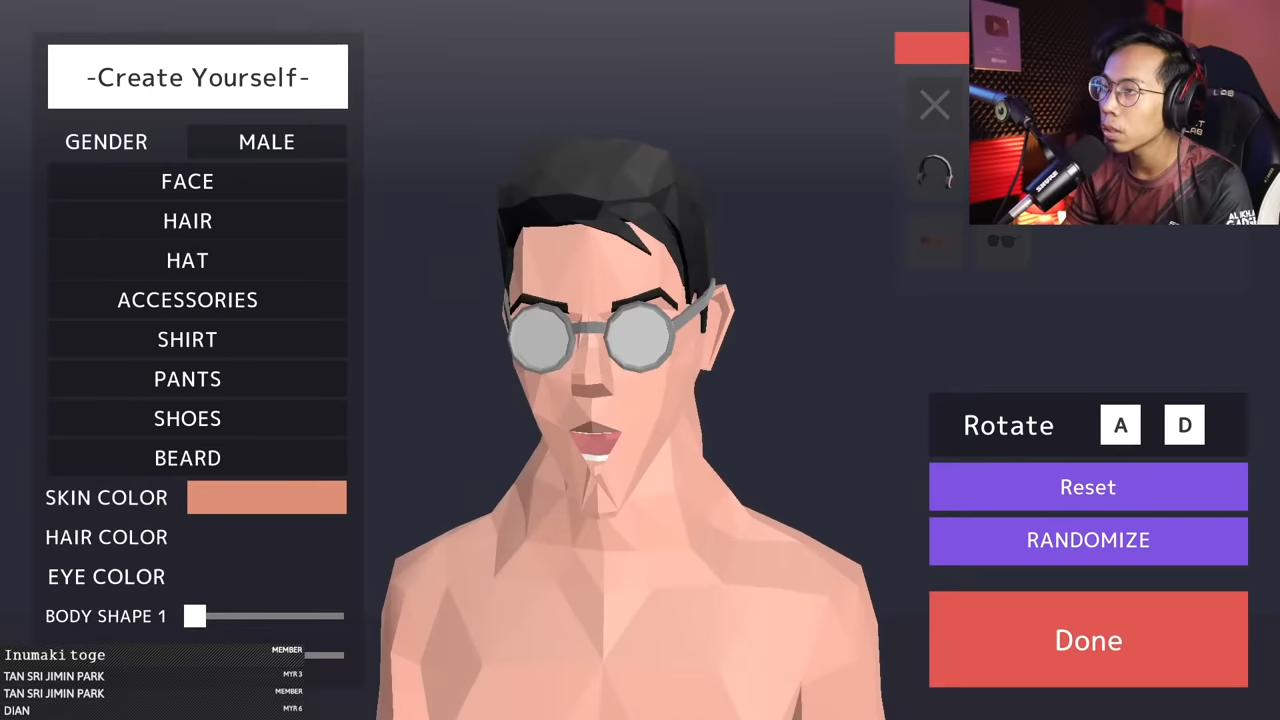 -Create Yourself-
GENDER MALE
FACE
HAIR
HAT
ACCESSORIES
SHIRT
PANTS
SHOES
BEARD
SKIN COLOR
HAIR COLOR
EYE COLOR
BODY SHAPE 1
Inumaki toge MEMBER
TAN SRI JIMIN PARK MYR 3
TAN SRI JIMIN PARK MEMBER
DIAN MYR 6
Rotate A D
Reset
RANDOMIZE
Done
SHURE
LAB